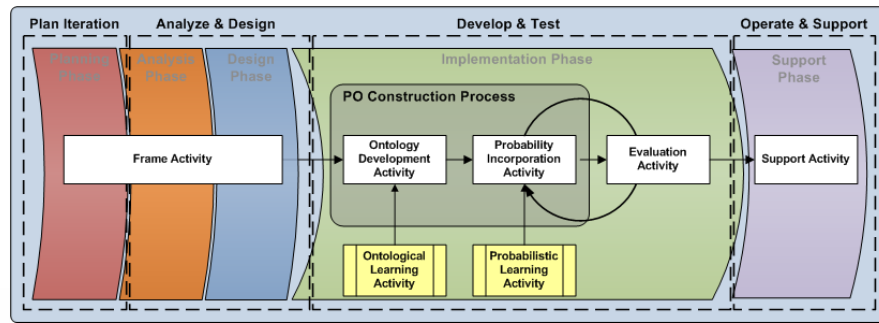 Plan Iteration
Analyze & Design
Develop & Test
Operate & Support
Planning
Phase
Analysis
Phase
Design
Phase
Implementation Phase
Support
Phase
PO Construction Process
Frame Activity
Ontology
Development
Activity
Probability
Incorporation
Activity
Evaluation
Activity
Support Activity
Ontological
Learning
Activity
Probabilistic
Learning
Activity